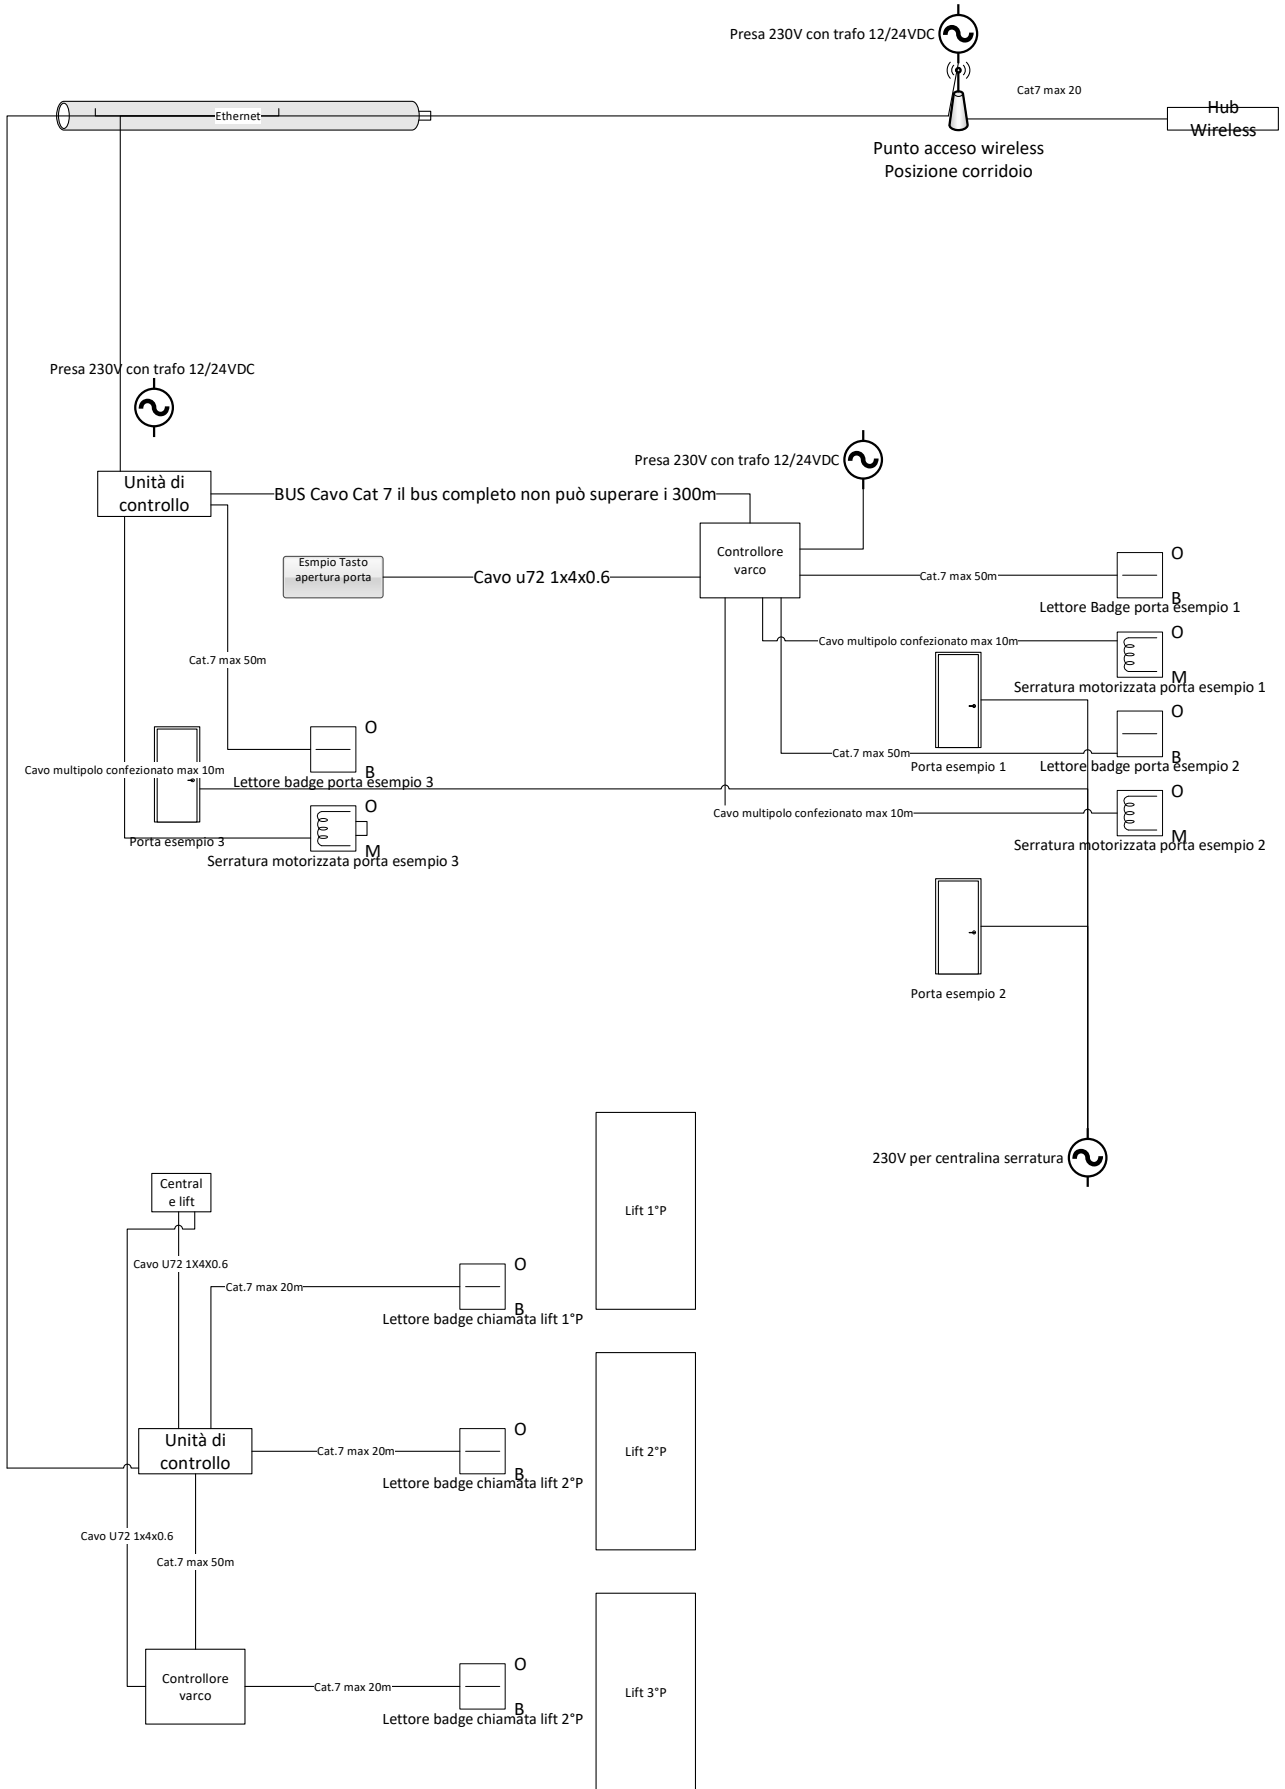 Presa 230V con trafo 12/24VDC
Cat7 max 20
Ethernet
Hub
Wireless
Punto acceso wireless
Posizione corridoio
Presa 230V con trafo 12/24VDC
Presa 230V con trafo 12/24VDC
Unità di
controllo
BUS Cavo Cat 7 il bus completo non può superare i 300m
Controllore
varco
Esmpio Tasto
apertura porta
Cavo u72 1x4x0.6
Cat.7 max 50m
O
B
Lettore Badge porta esempio 1
Cavo multipolo confezionato max 10m
O
M
Serratura motorizzata porta esempio 1
Cat.7 max 50m
O
B
Lettore badge porta esempio 3
Cavo multipolo confezionato max 10m
Porta esempio 3
O
M
Serratura motorizzata porta esempio 3
Cat.7 max 50m
Porta esempio 1
O
B
Lettore badge porta esempio 2
Cavo multipolo confezionato max 10m
O
M
Serratura motorizzata porta esempio 2
Porta esempio 2
230V per centralina serratura
Central
e lift
Cavo U72 1X4X0.6
Cat.7 max 20m
O
B
Lettore badge chiamata lift 1°P
Lift 1°P
Unità di
controllo
Cat.7 max 20m
O
B
Lettore badge chiamata lift 2°P
Lift 2°P
Cavo U72 1x4x0.6
Cat.7 max 50m
Controllore
varco
Cat.7 max 20m
O
B
Lettore badge chiamata lift 2°P
Lift 3°P